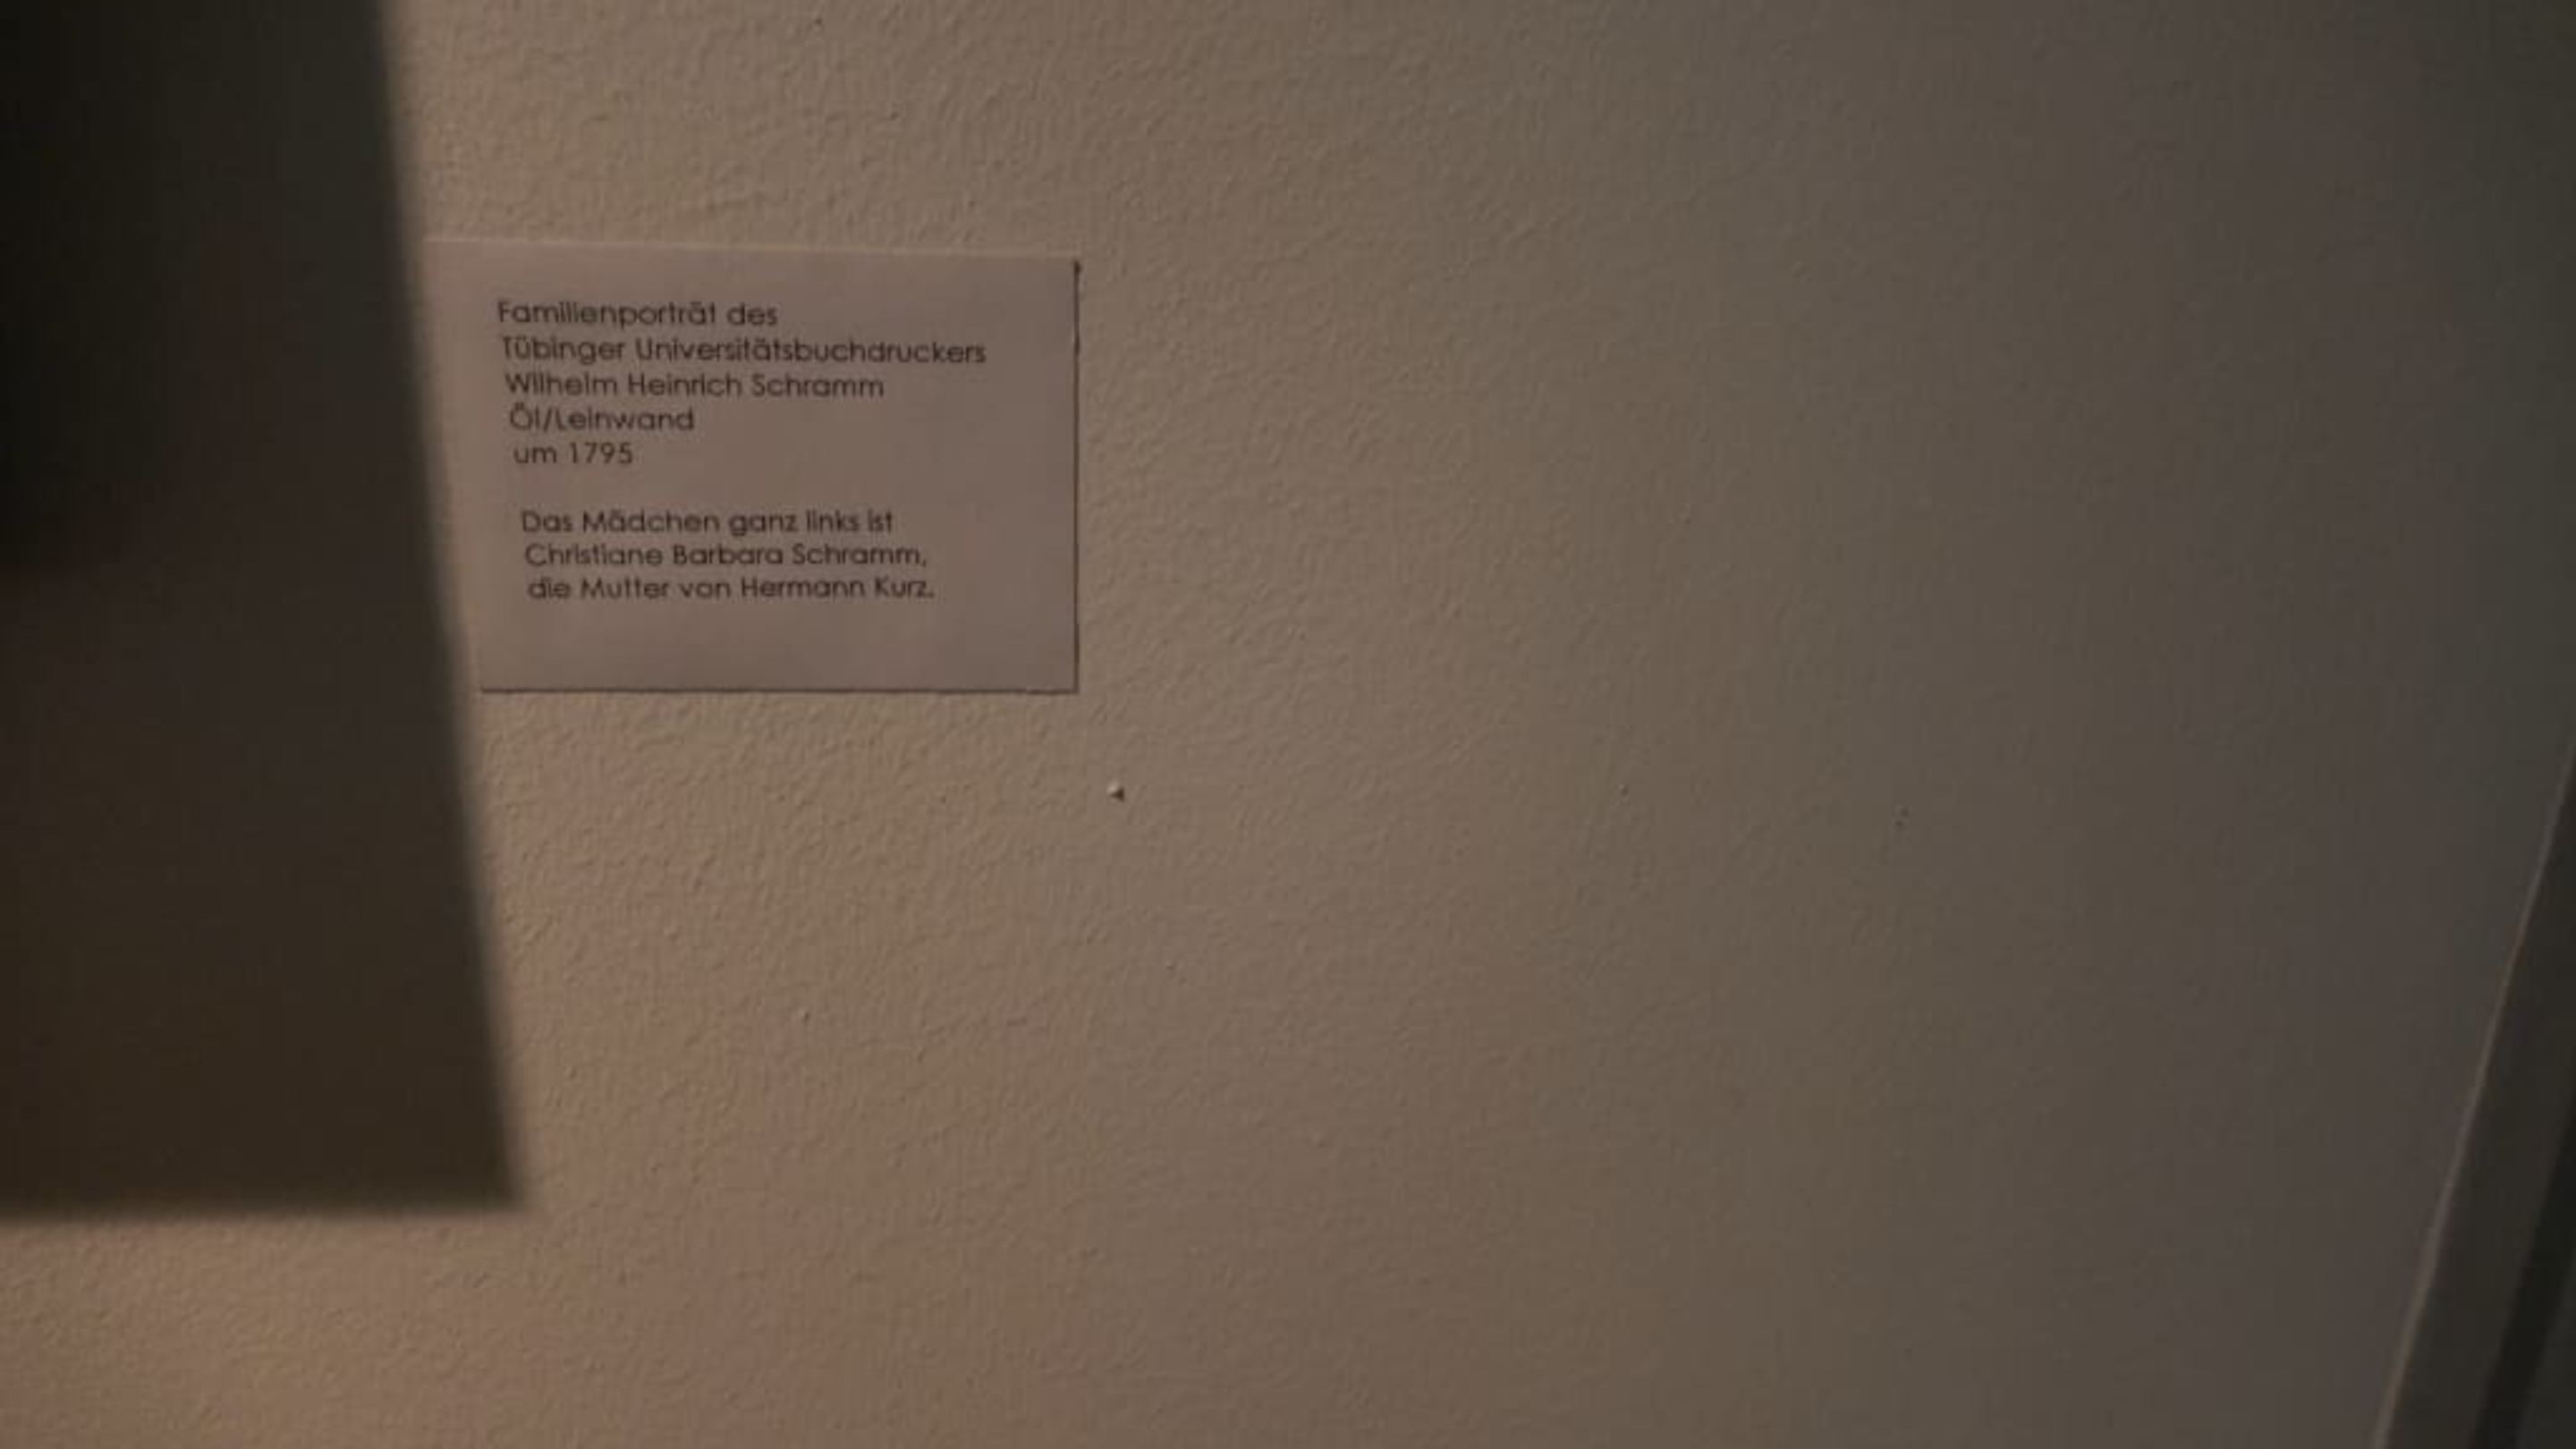 Familienporträt des
Tübinger Universitätsbuchdruckers
Wilhelm Heinrich Schramm
Öl/Leinwand
um 1795
Das Mädchen ganz links ist
Christiane Barbara Schramm,
die Mutter von Hermann Kurz.